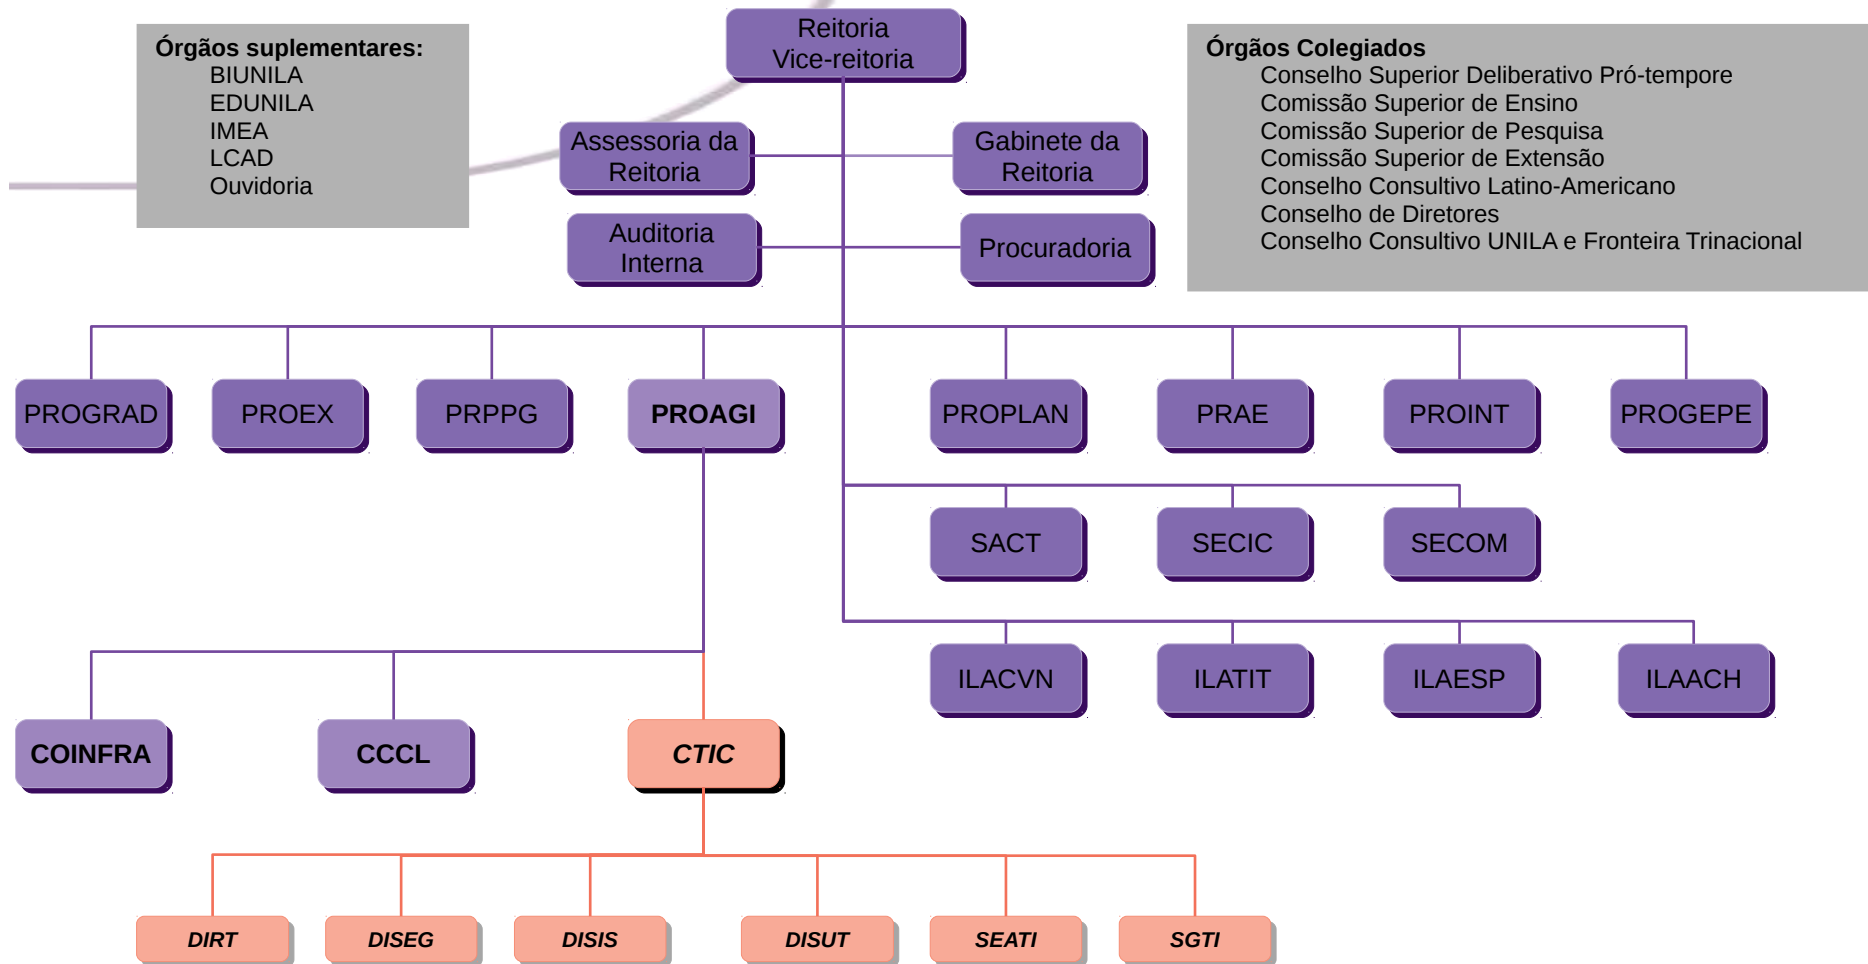 Reitoria
Vice-reitoria
Órgãos suplementares:
BIUNILA
EDUNILA
IMEA
LCAD
Ouvidoria
Órgãos Colegiados
Conselho Superior Deliberativo Pró-tempore
Comissão Superior de Ensino
Comissão Superior de Pesquisa
Comissão Superior de Extensão
Conselho Consultivo Latino-Americano
Conselho de Diretores
Conselho Consultivo UNILA e Fronteira Trinacional
Assessoria da
Reitoria
Gabinete da
Reitoria
Auditoria
Interna
Procuradoria
PROGRAD
PROEX
PRPPG
PROAGI
PROPLAN
PRAE
PROINT
PROGEPE
SACT
SECIC
SECOM
ILACVN
ILATIT
ILAESP
ILAACH
COINFRA
CCCL
CTIC
DIRT
DISEG
DISIS
DISUT
SEATI
SGTI